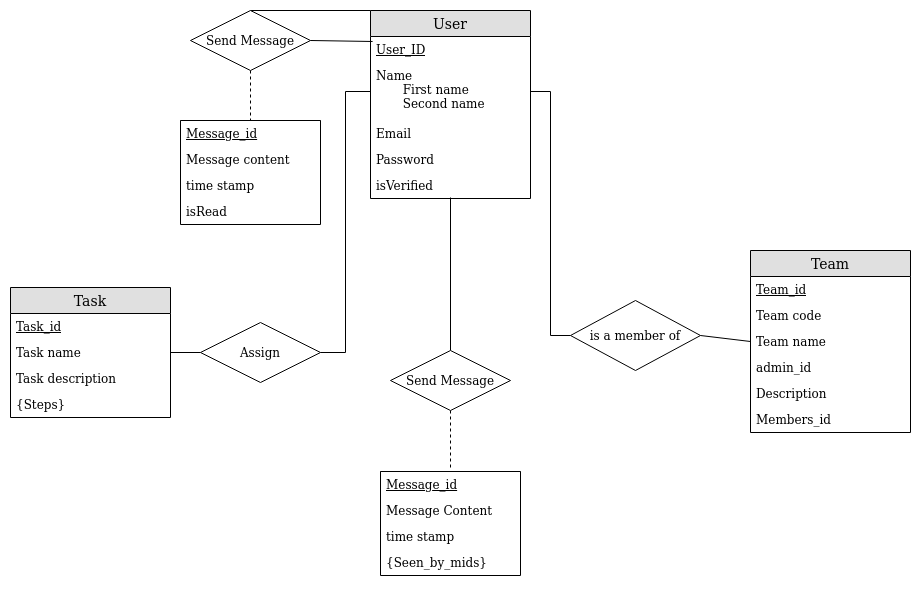 Send Message
User
User_ID
Name
First name
Second name
Email
Password
isVerified
Message_id
Message content
time stamp
isRead
Task
Task_id
Task name
Task description
{Steps}
Assign
Send Message
is a member of
Team
Team_id
Team code
Team name
admin_id
Description
Members_id
Message_id
Message Content
time stamp
{Seen_by_mids}